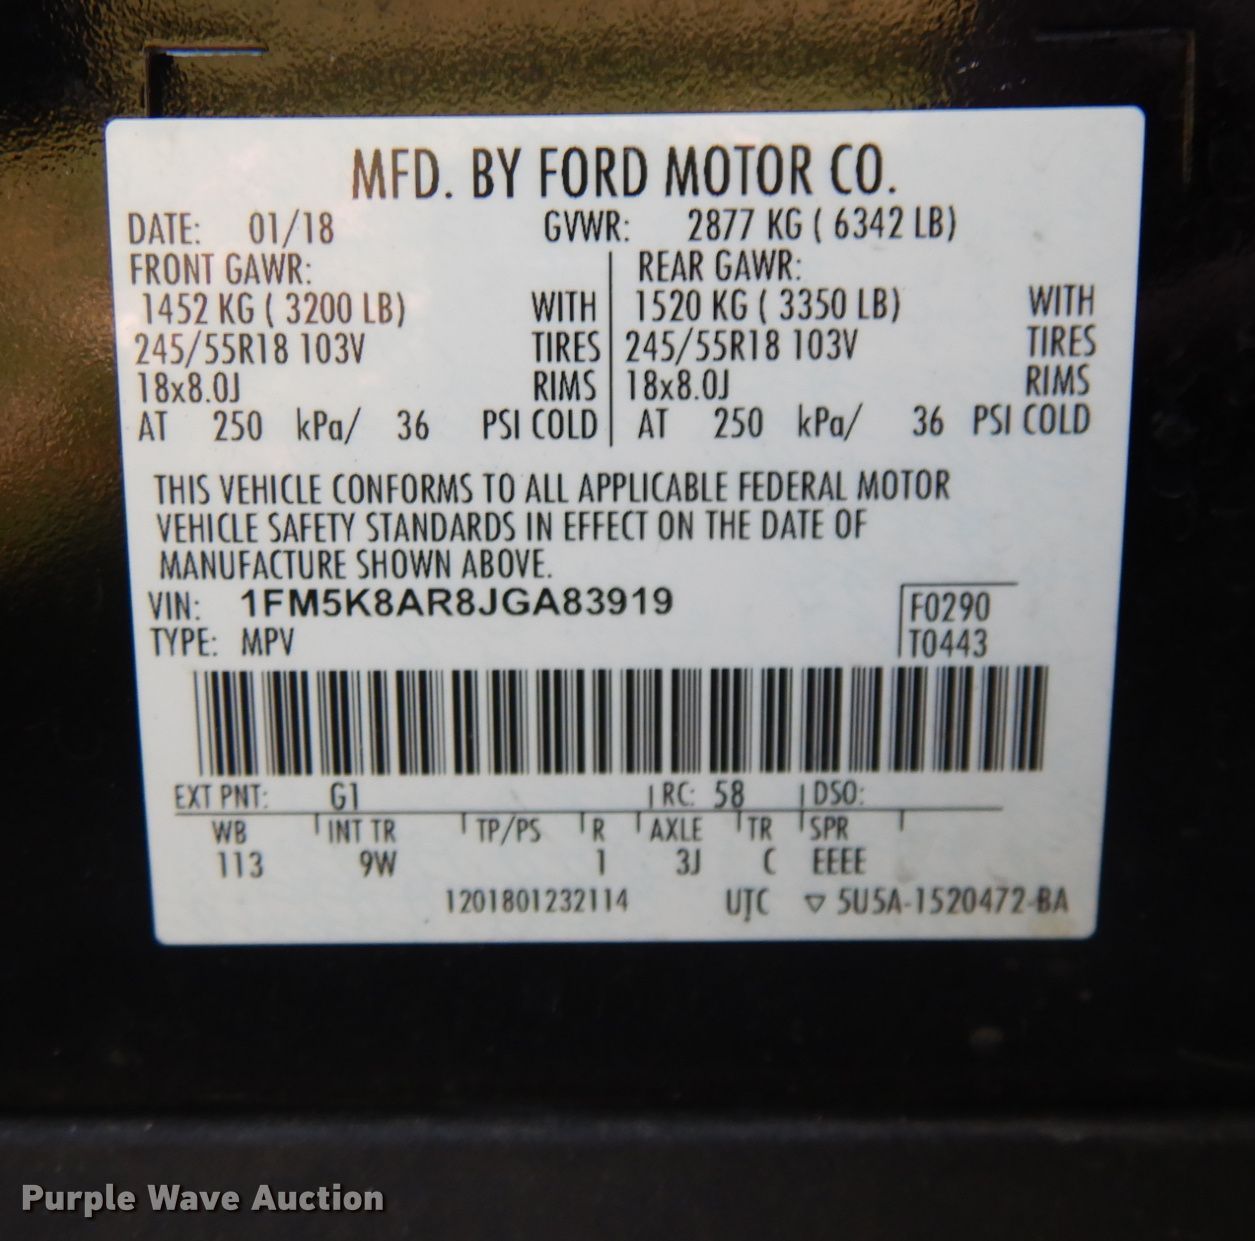 MFD. BY FORD MOTOR CO.
DATE: 01/18 GVWR: 2877 KG ( 6342 LB)
FRONT GAWR: REAR GAWR:
1452 KG ( 3200 LB) WITH 1520 KG ( 3350 LB) WITH
245/55R18 103V TIRES 245/55R18 103V TIRES
18x8.0J RIMS 18x8.0J RIMS
AT 250 kPa/ 36 PSI COLD AT 250 kPa/ 36 PSI COLD
THIS VEHICLE CONFORMS TO ALL APPLICABLE FEDERAL MOTOR
VEHICLE SAFETY STANDARDS IN EFFECT ON THE DATE OF
MANUFACTURE SHOWN ABOVE.
VIN: 1FM5K8AR8JGA83919 F0290
TYPE: MPV T0443
EXT PNT: G1 RC: 58 DSO:
WB INT TR TP/PS R AXLE TR SPR
113 9W 1 3J C EEEE
1201801232114 UTC ▽ 5U5A-1520472-BA
Purple Wave Auction